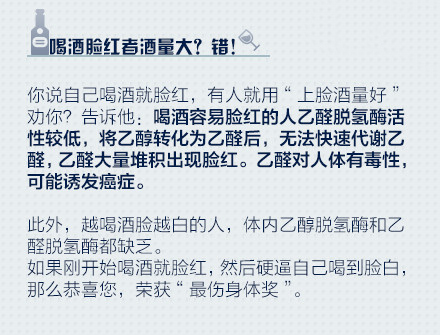 喝酒脸红者酒量大？错！
你说自己喝酒就脸红，有人就用“上脸酒量好”
劝你？告诉他：喝酒容易脸红的人乙醛脱氢酶活
性较低，将乙醇转化为乙醛后，无法快速代谢乙
醛，乙醛大量堆积出现脸红。乙醛对人体有毒性，
可能诱发癌症。
此外，越喝酒脸越白的人，体内乙醇脱氢酶和乙
醛脱氢酶都缺乏。
如果刚开始喝酒就脸红，然后硬逼自己喝到脸白，
那么恭喜您，荣获“最伤身体奖”。